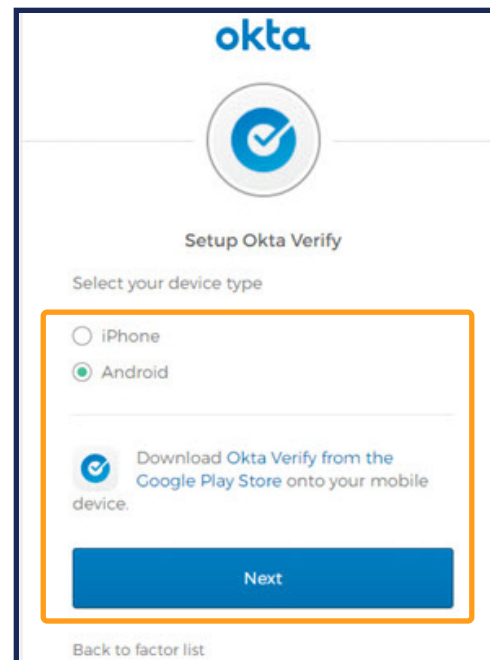 okta
Setup Okta Verify
Select your device type
iPhone
Android
Download Okta Verify from the
Google Play Store onto your mobile
device.
Next
Back to factor list